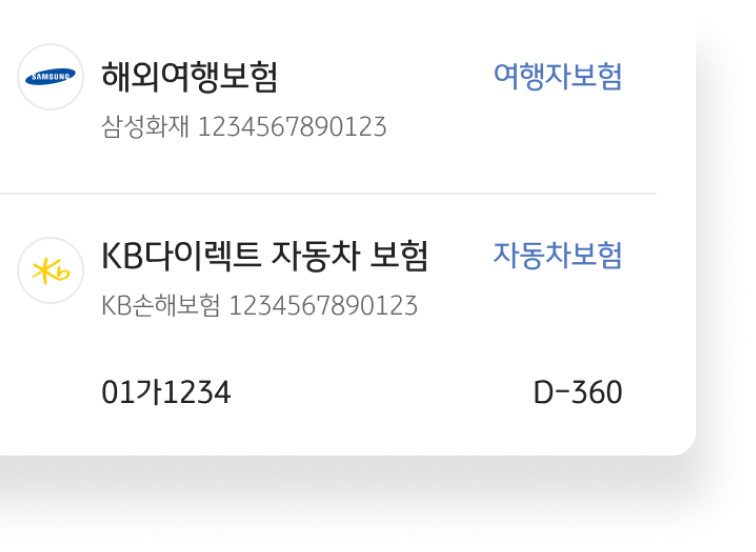 SAMSUNG
해외여행보험
여행자보험
삼성화재 1234567890123
Kb
KB다이렉트 자동차 보험
자동차보험
KB손해보험 1234567890123
01가1234
D-360